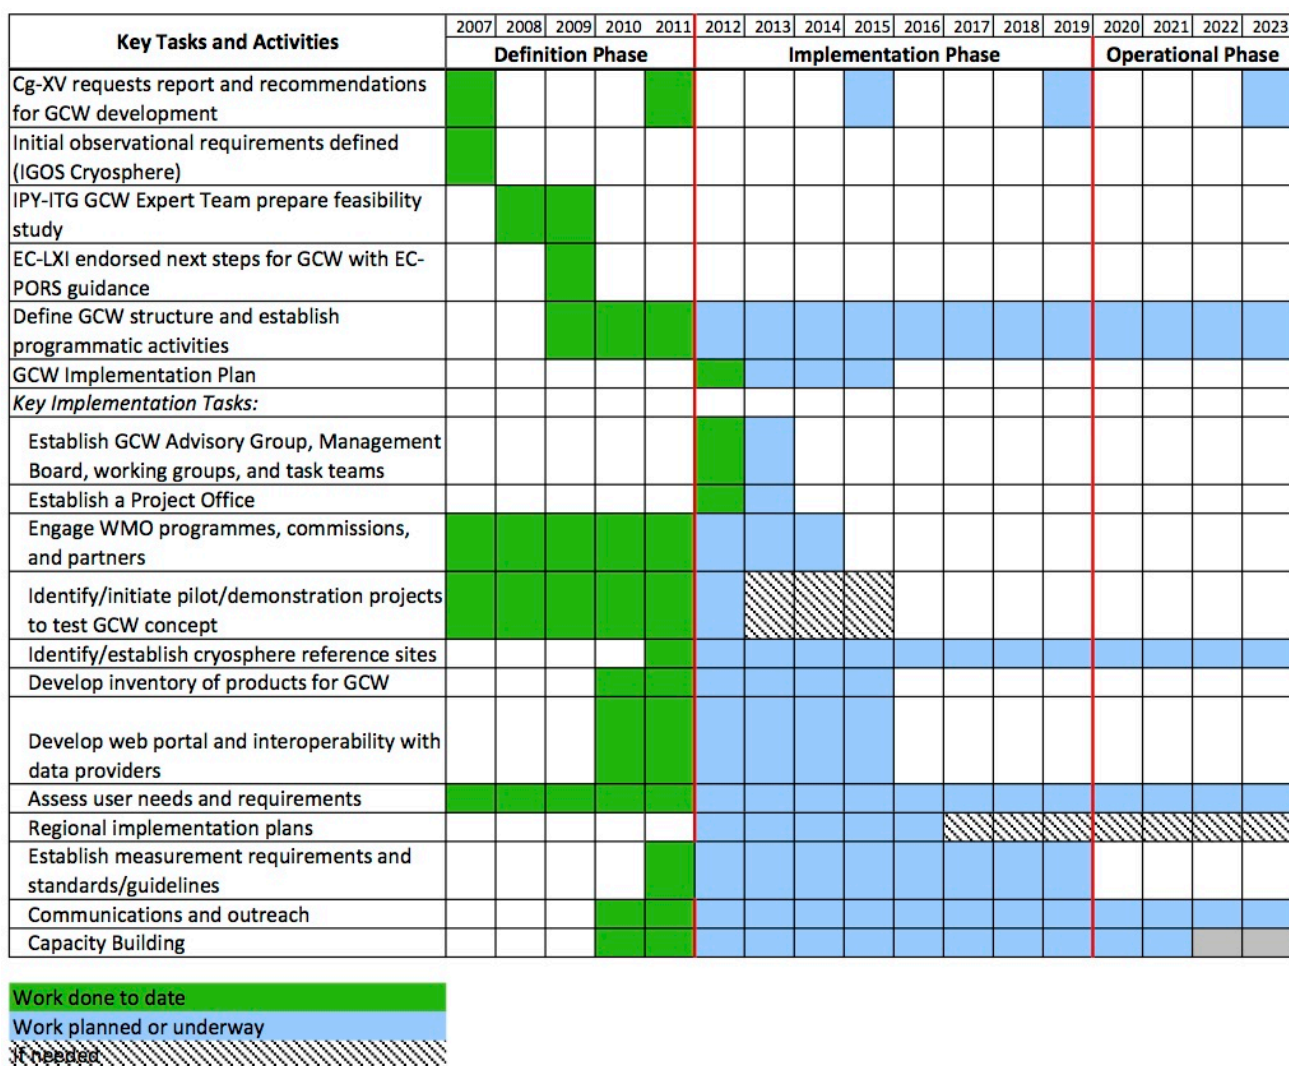 Key Tasks and Activities
2007 2008 2009 2010 2011 2012 2013 2014 2015 2016 2017 2018 2019 2020 2021 2022 2023
Definition Phase Implementation Phase Operational Phase
Cg-XV requests report and recommendations
for GCW development
Initial observational requirements defined
(IGOS Cryosphere)
IPY-ITG GCW Expert Team prepare feasibility
study
EC-LXI endorsed next steps for GCW with EC-
PORS guidance
Define GCW structure and establish
programmatic activities
GCW Implementation Plan
Key Implementation Tasks:
Establish GCW Advisory Group, Management
Board, working groups, and task teams
Establish a Project Office
Engage WMO programmes, commissions,
and partners
Identify/initiate pilot/demonstration projects
to test GCW concept
Identify/establish cryosphere reference sites
Develop inventory of products for GCW
Develop web portal and interoperability with
data providers
Assess user needs and requirements
Regional implementation plans
Establish measurement requirements and
standards/guidelines
Communications and outreach
Capacity Building
Work done to date
Work planned or underway
If needed